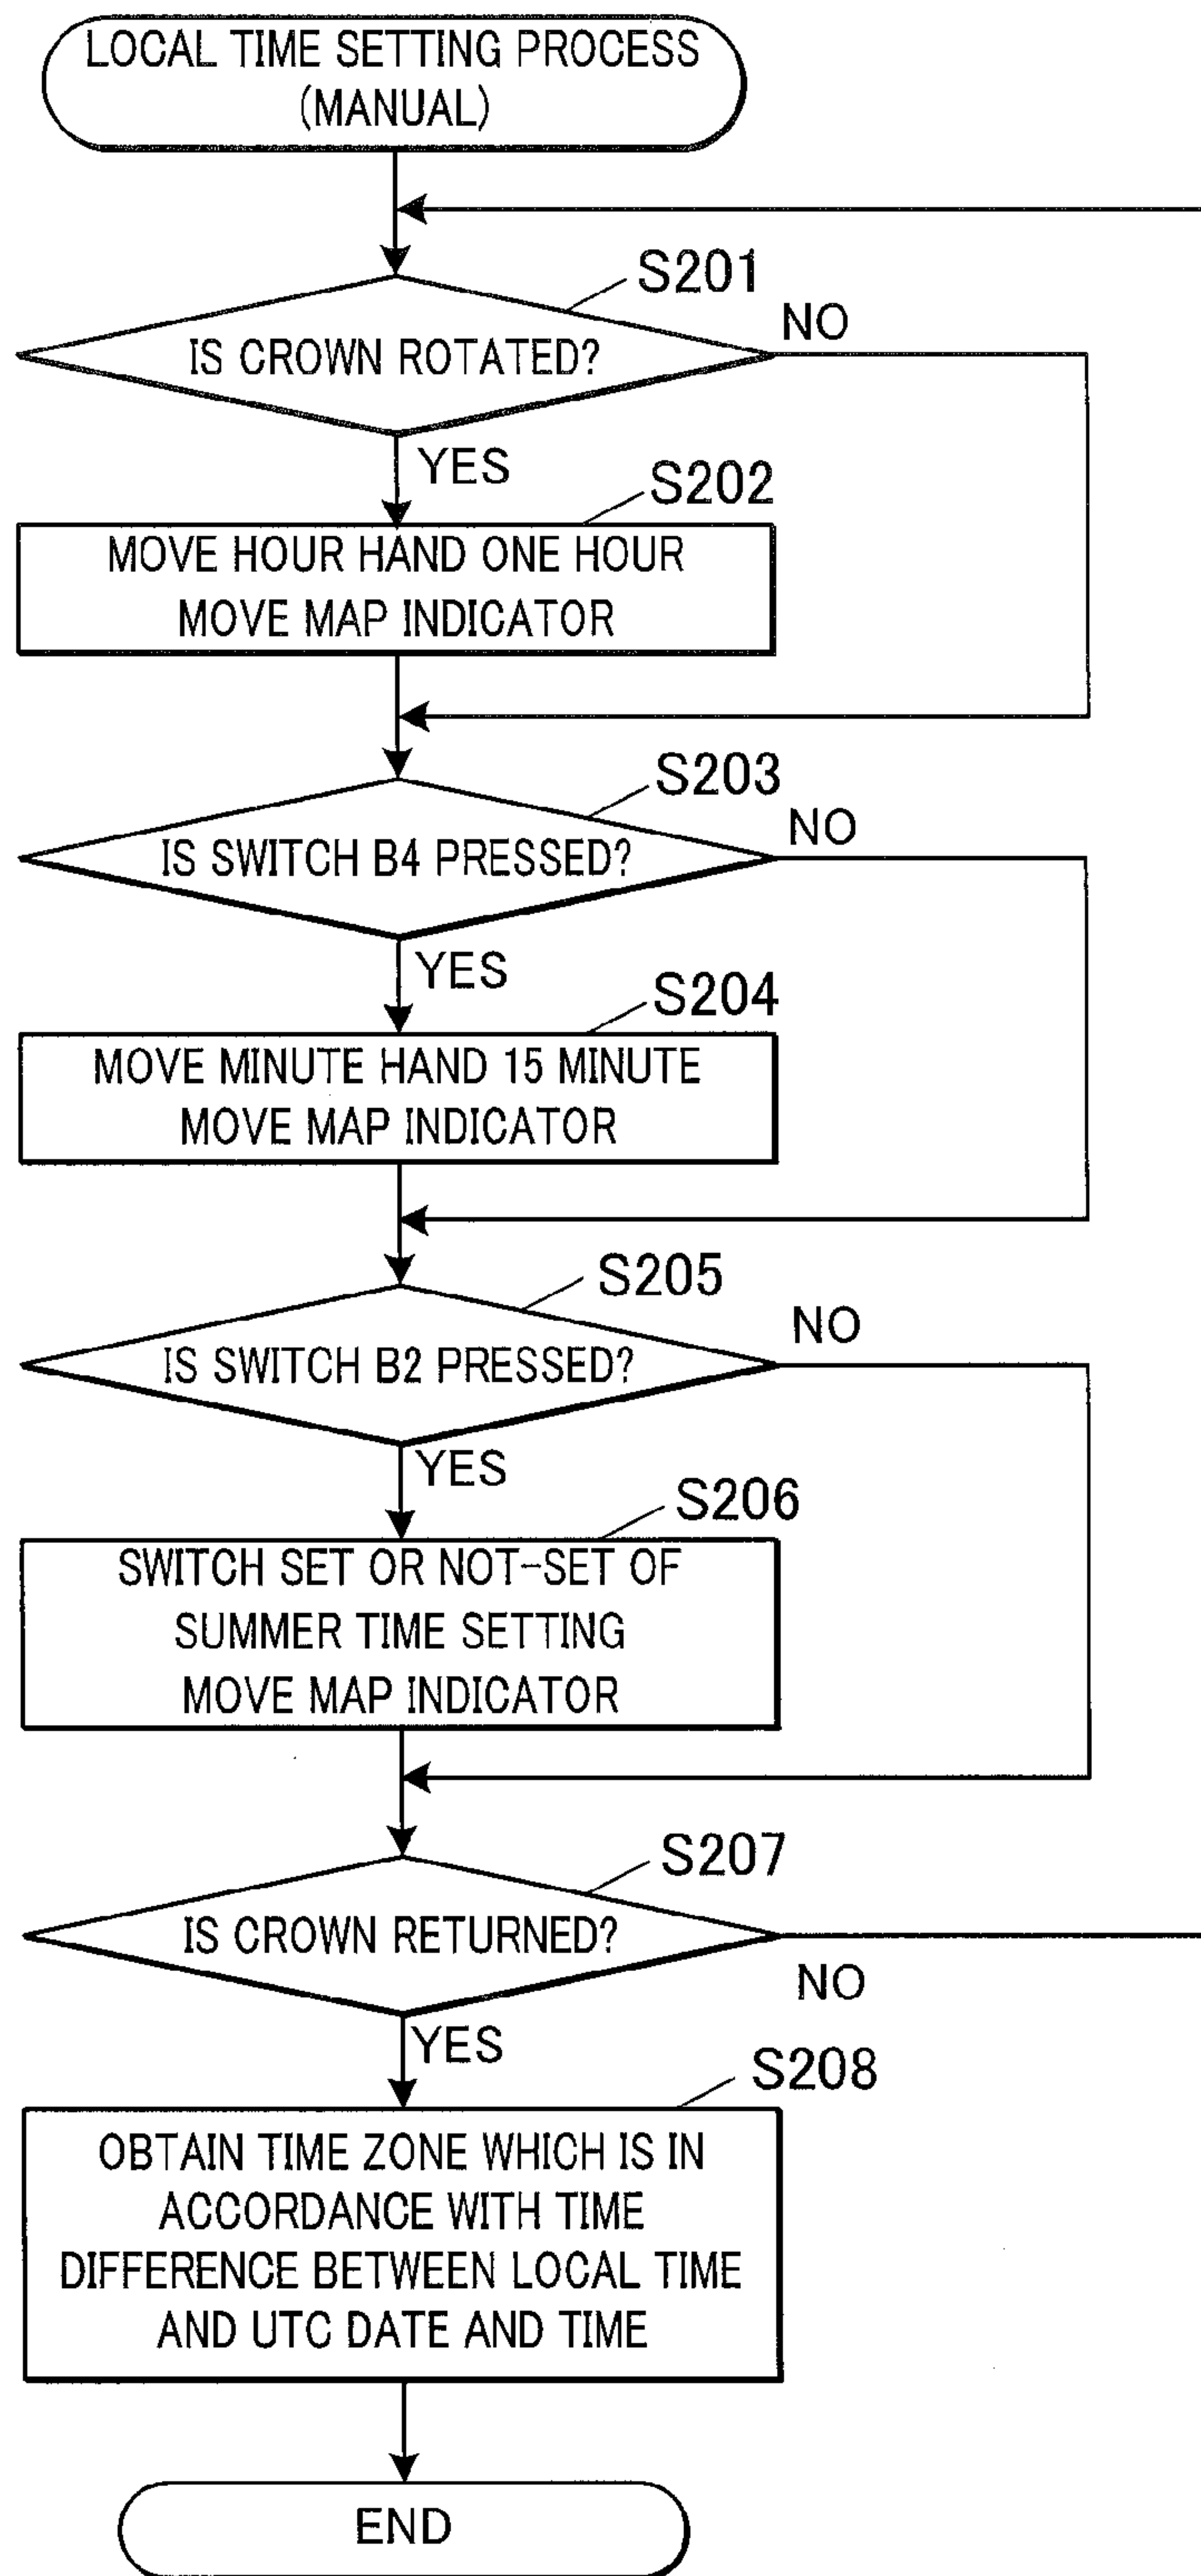 LOCAL TIME SETTING PROCESS
(MANUAL)
S201
NO
IS CROWN ROTATED?
YES
S202
MOVE HOUR HAND ONE HOUR
MOVE MAP INDICATOR
S203
NO
IS SWITCH B4 PRESSED?
YES
S204
MOVE MINUTE HAND 15 MINUTE
MOVE MAP INDICATOR
S205
NO
IS SWITCH B2 PRESSED?
YES
S206
SWITCH SET OR NOT-SET OF
SUMMER TIME SETTING
MOVE MAP INDICATOR
S207
IS CROWN RETURNED?
NO
YES
S208
OBTAIN TIME ZONE WHICH IS IN
ACCORDANCE WITH TIME
DIFFERENCE BETWEEN LOCAL TIME
AND UTC DATE AND TIME
END